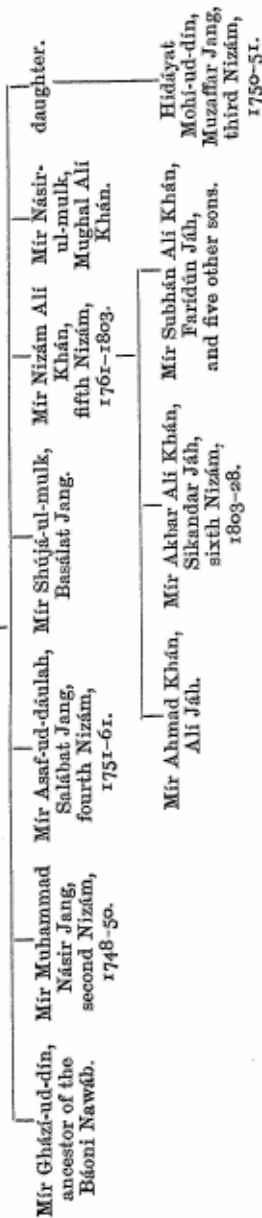 Mír Gházi-ud-dín,
ancestor of the
Báoni Nawáb.
Mír Muhammad
Násir Jang,
second Nizám,
1748-50.
Mír Asaf-ud-dáulah,
Salábat Jang,
fourth Nizám,
1751-61.
Mír Shújá-ul-mulk,
Basálat Jang.
Mír Nizám Alí
Khán,
fifth Nizám,
1761-1803.
Mír Násir-
ul-mulk,
Mughal Alí
Khán.
daughter.
Mír Ahmad Khán,
Alí Jáh.
Mír Akbar Alí Khán,
Sikandar Jáh,
sixth Nizám,
1803-28.
Mír Subhán Alí Khán,
Farídún Jáh,
and five other sons.
Hidáyat
Mohí-ud-dín,
Muzaffar Jang,
third Nizám,
1750-51.